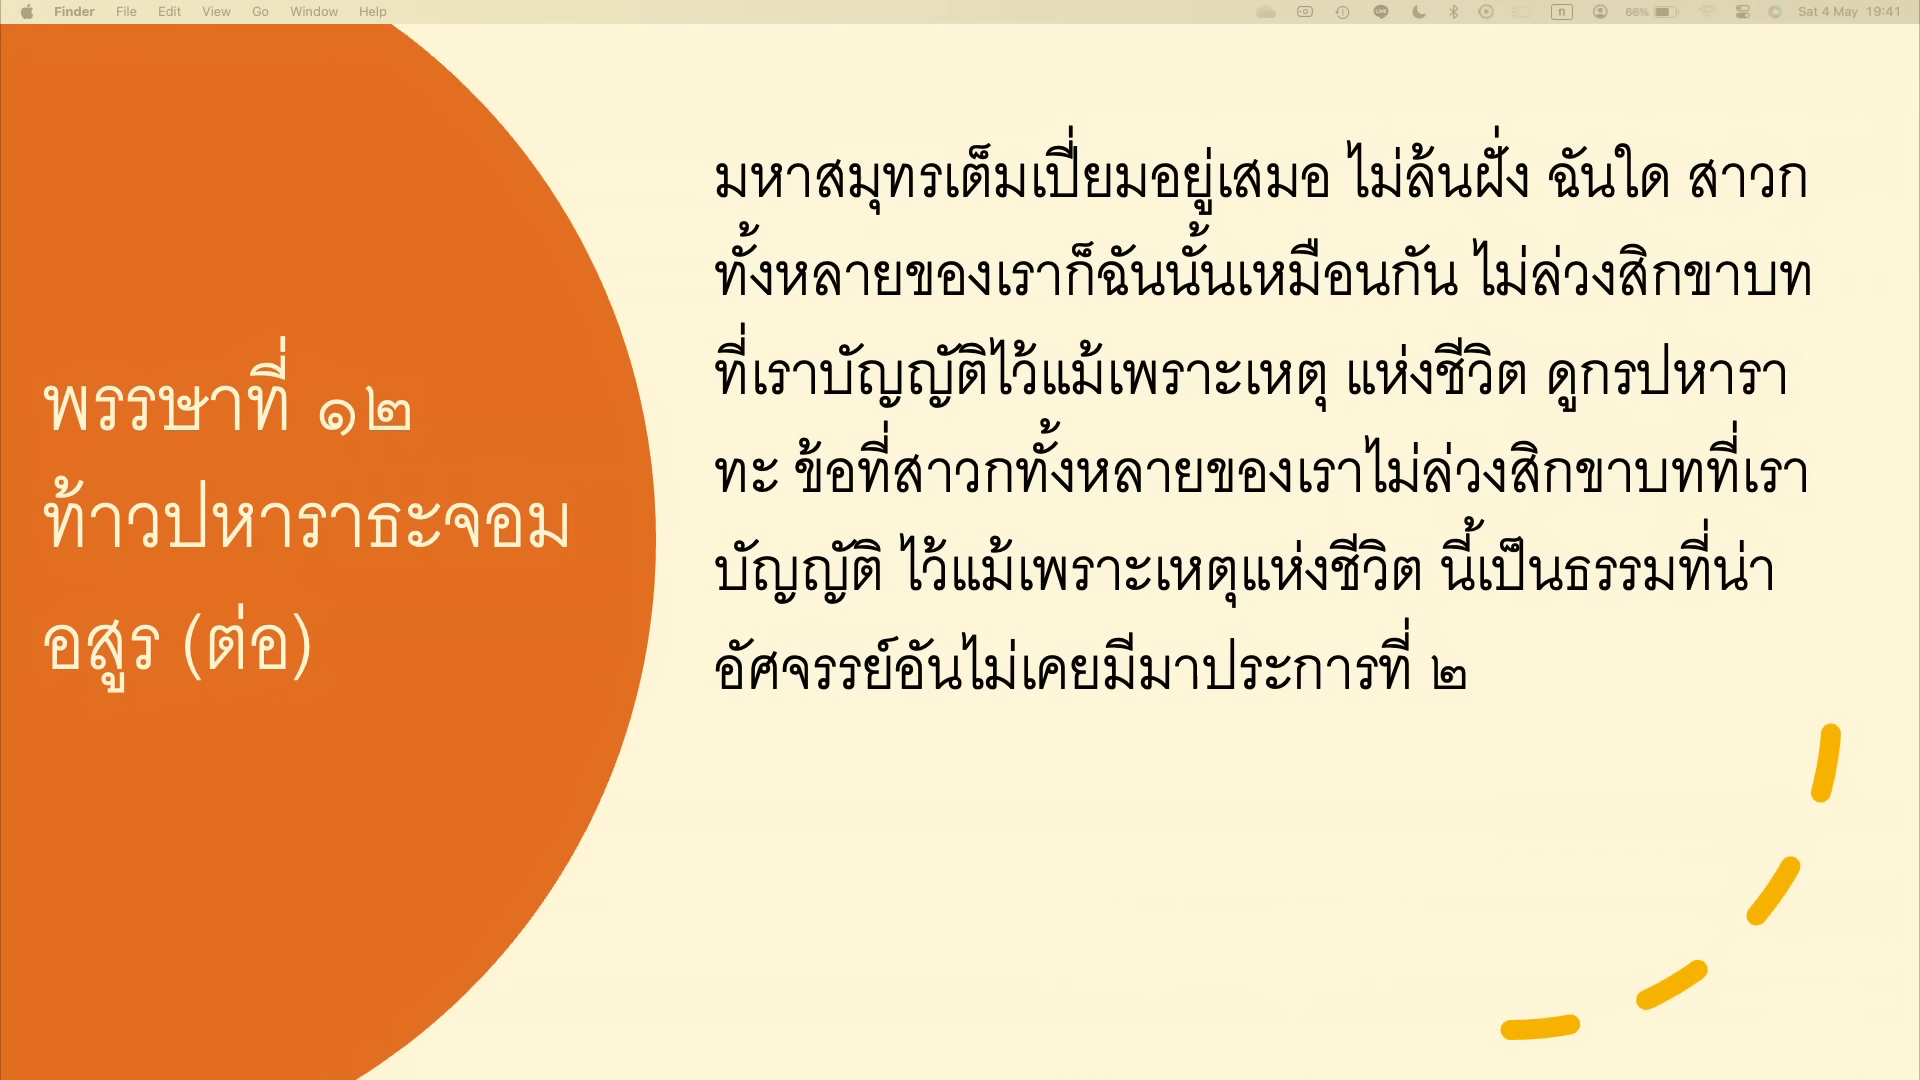 Finder File Edit View Go Window Help 66% Sat 4 May 19:41
พรรษาที่ ๑๒
ท้าวปหาราธะจอม
อสูร (ต่อ)
มหาสมุทรเต็มเปี่ยมอยู่เสมอ ไม่ล้นฝั่ง ฉันใด สาวก
ทั้งหลายของเราก็ฉันนั้นเหมือนกัน ไม่ล่วงสิกขาบท
ที่เราบัญญัติไว้แม้เพราะเหตุ แห่งชีวิต ดูกรปหารา
ทะ ข้อที่สาวกทั้งหลายของเราไม่ล่วงสิกขาบทที่เรา
บัญญัติ ไว้แม้เพราะเหตุแห่งชีวิต นี้เป็นธรรมที่น่า
อัศจรรย์อันไม่เคยมีมาประการที่ ๒